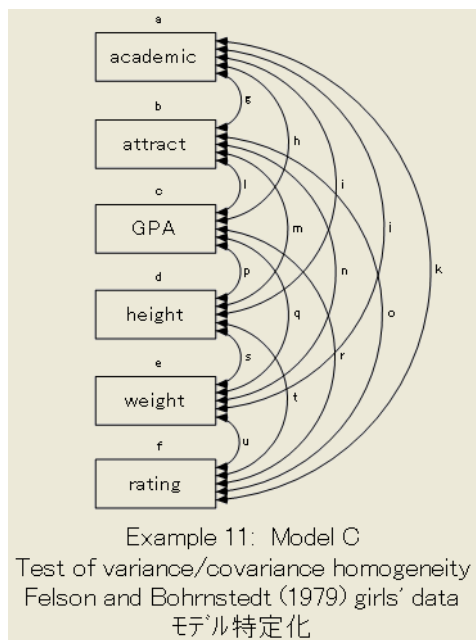 a
academic
g
b
attract
h
c
l
i
GPA
m
j
d
p
n
k
height
q
o
e
s
r
weight
t
f
u
rating
Example 11: Model C
Test of variance/covariance homogeneity
Felson and Bohrnstedt (1979) girls' data
モデル特定化